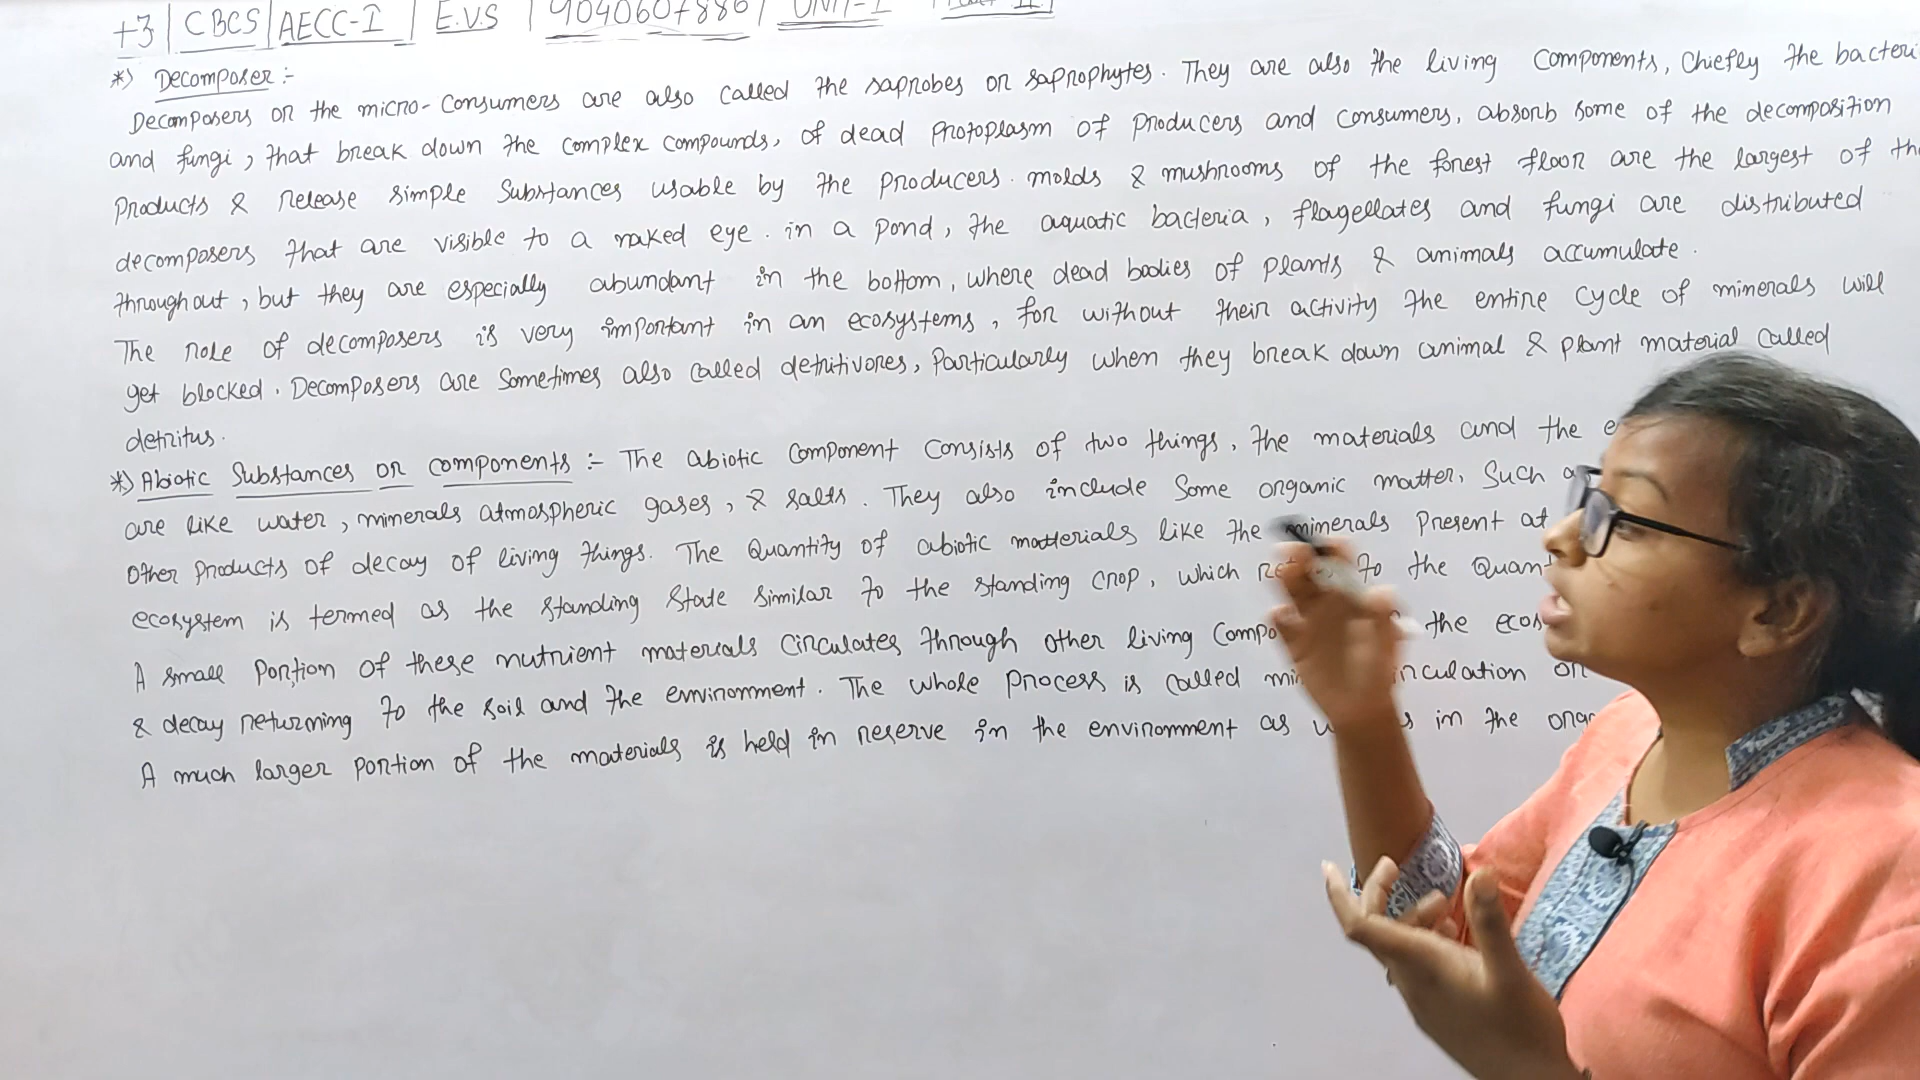 +3 | CBCS | AECC-I | E.V.S | 9040607886 | UNIT-I
*) Decomposer :-
Decomposers or the micro-consumers are also called the saprobes or saprophytes. They are also the living components, chiefly the
and fungi, that break down the complex compounds, of dead protoplasm of producers and consumers, absorb some of the decomposition
products & release simple substances usable by the producers. molds & mushrooms of the forest floor are the largest of
decomposers that are visible to a naked eye. in a pond, the aquatic bacteria, flagellates and fungi are distributed
throughout, but they are especially abundant in the bottom, where dead bodies of plants & animals accumulate.
The role of decomposers is very important in an ecosystems, for without their activity the entire cycle of minerals will
get blocked. Decomposers are sometimes also called detritivores, Particularly when they break down animal & plant material called
detritus.
*) Abiotic Substances or components :- The abiotic component consists of two things, the materials and the
are like water, minerals atmospheric gases, & salts. They also include some organic matter, such
other products of decay of living things. The Quantity of abiotic materials like the minerals present at
ecosystem is termed as the standing state similar to the standing crop, which to the
A small portion of these nutrient materials circulates through other living the
& decay returning to the soil and the environment. The whole process is called
A much larger portion of the materials is held in reserve in the environment as in the